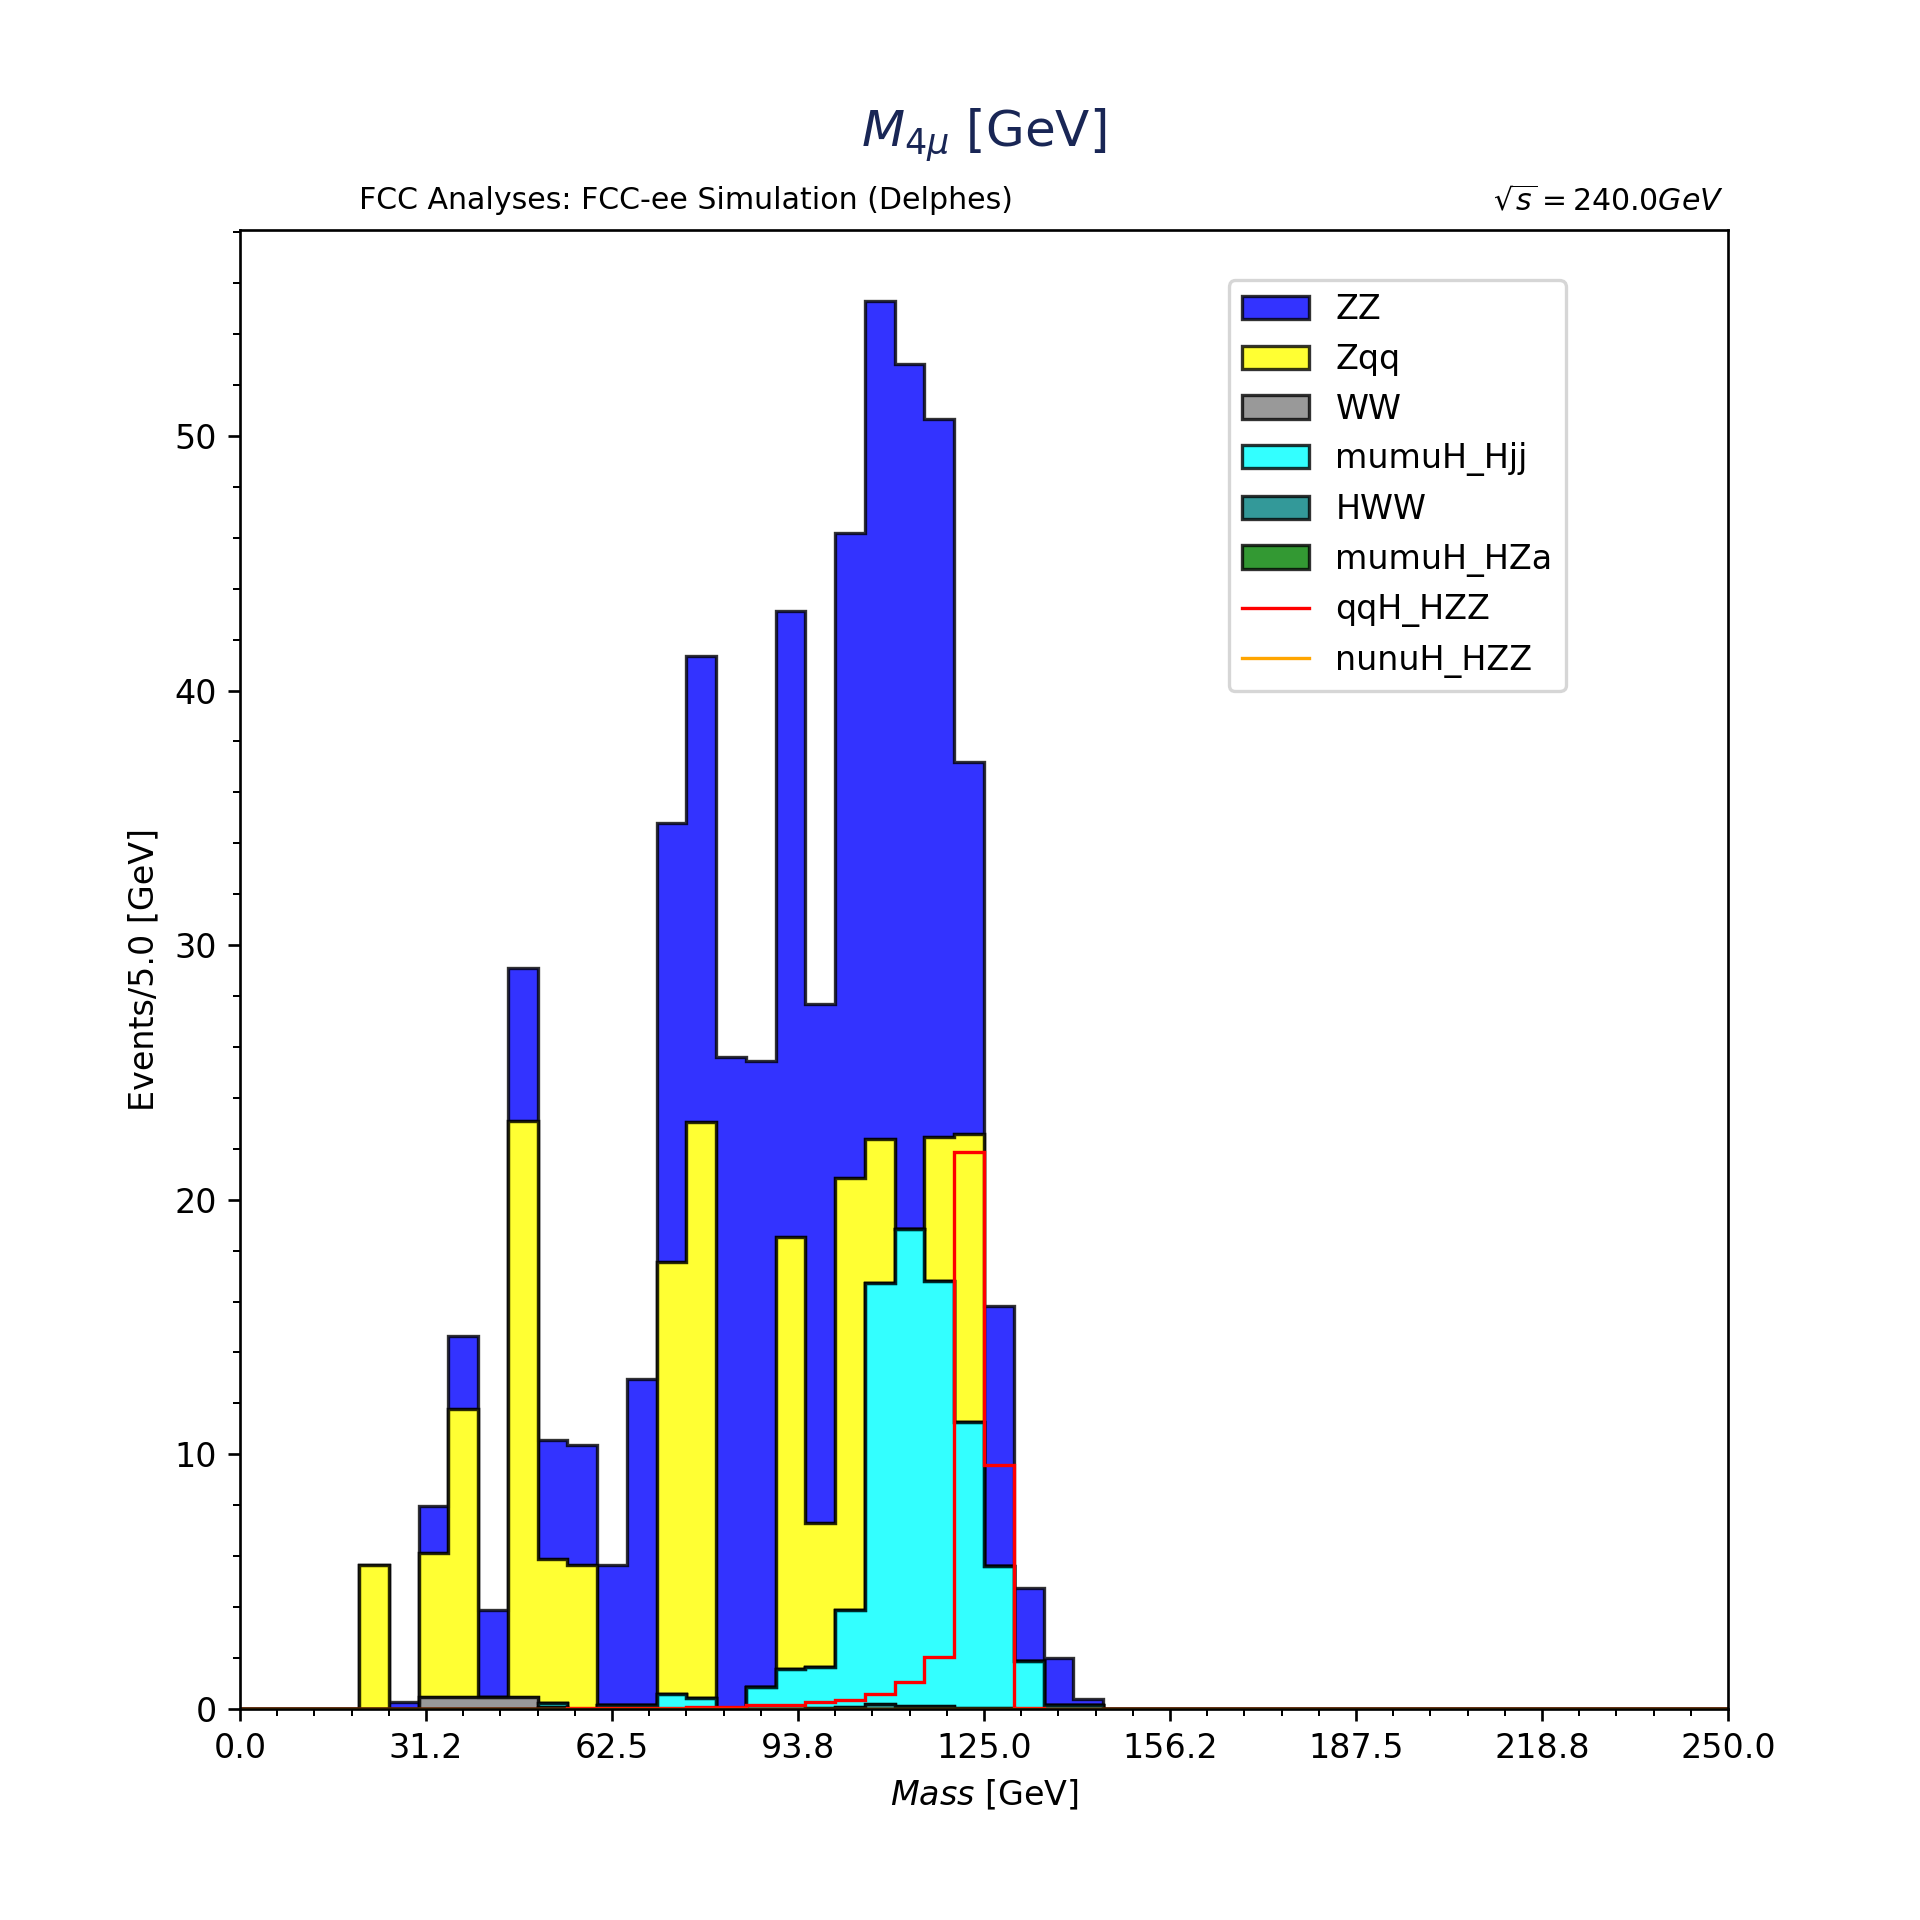 M4μ [GeV]
FCC Analyses: FCC-ee Simulation (Delphes)
√s = 240.0GeV
ZZ
Zqq
WW
mumuH_Hjj
HWW
mumuH_HZa
qqH_HZZ
nunuH_HZZ
Events/5.0 [GeV]
50
40
30
20
10
0
0.0 31.2 62.5 93.8 125.0 156.2 187.5 218.8 250.0
Mass [GeV]